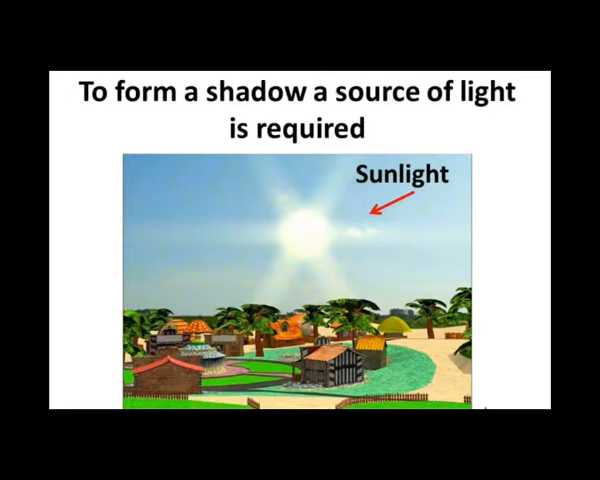 To form a shadow a source of light
is required
Sunlight